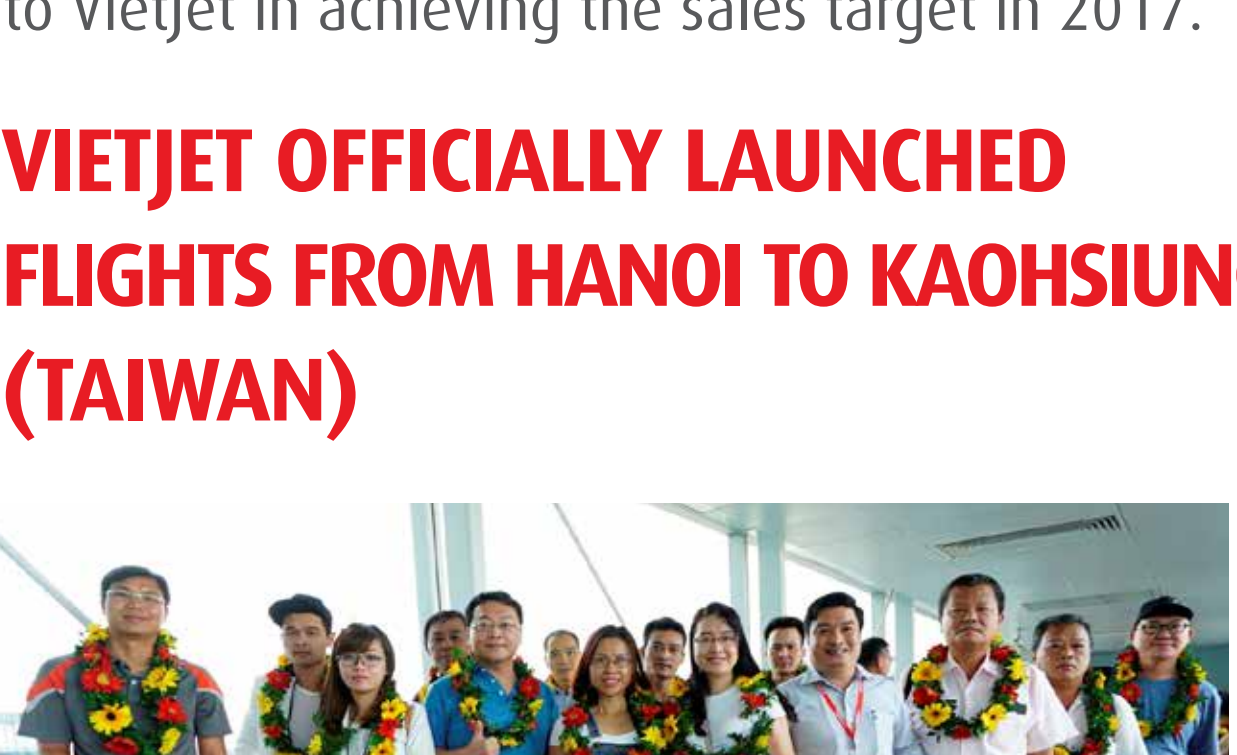 to Vietjet in achieving the sales target in 2017.
VIETJET OFFICIALLY LAUNCHED
FLIGHTS FROM HANOI TO KAOHSIUN
(TAIWAN)